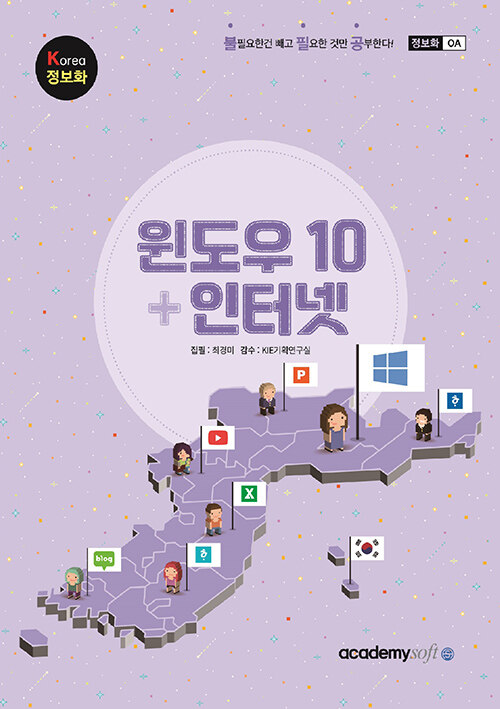 불필요한건 빼고 필요한 것만 공부한다!
정보화 OA
Korea
정보화
윈도우 10
+ 인터넷
집필 : 최경미 감수 : KIE기획연구실
P
ㅎ
X
ㅎ
blog
academysoft